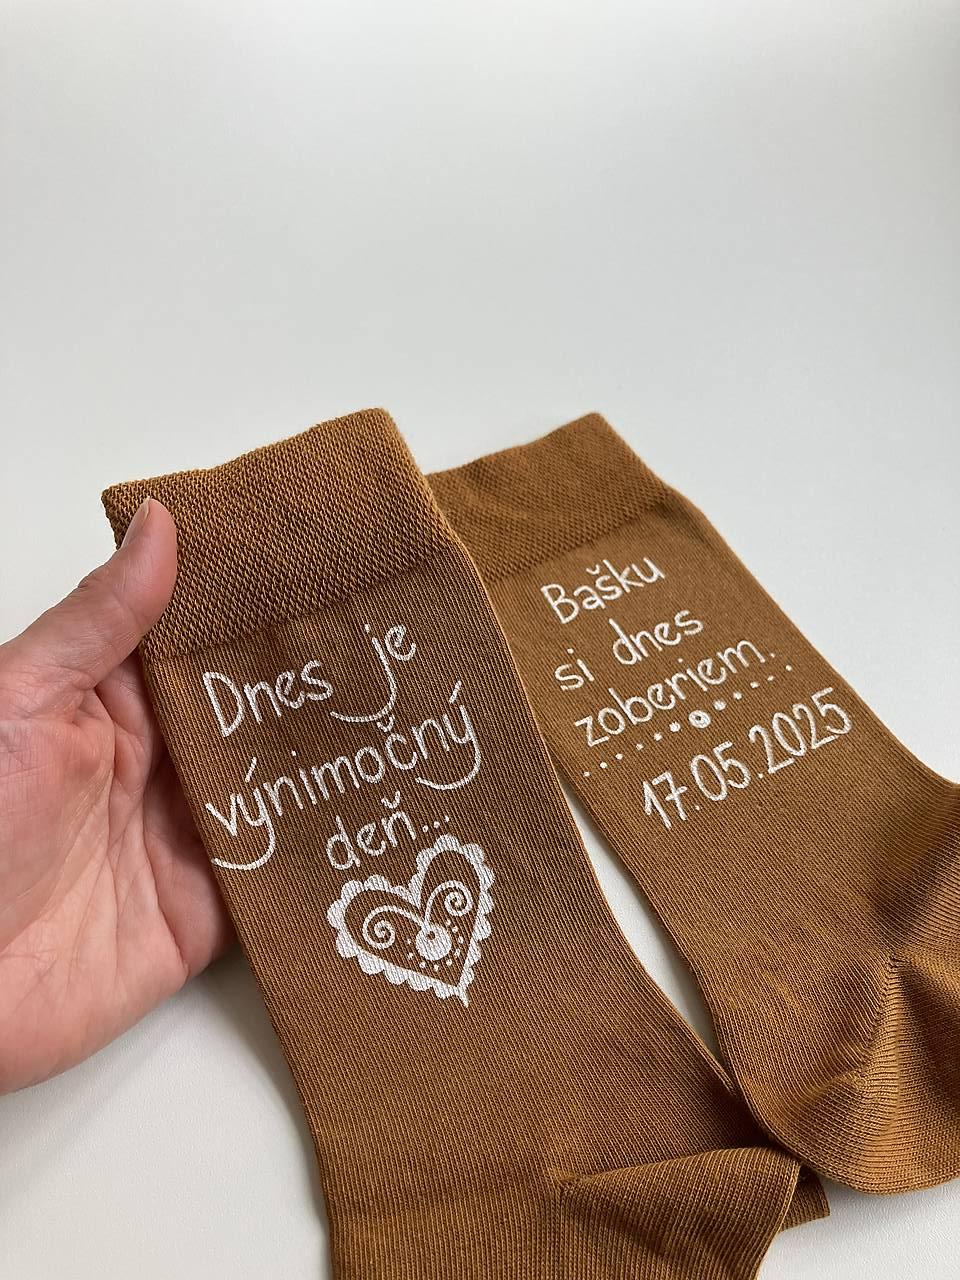 Dnes je
výnimočný
deň...
Bašku
si dnes
zoberiem.
17.05.2025